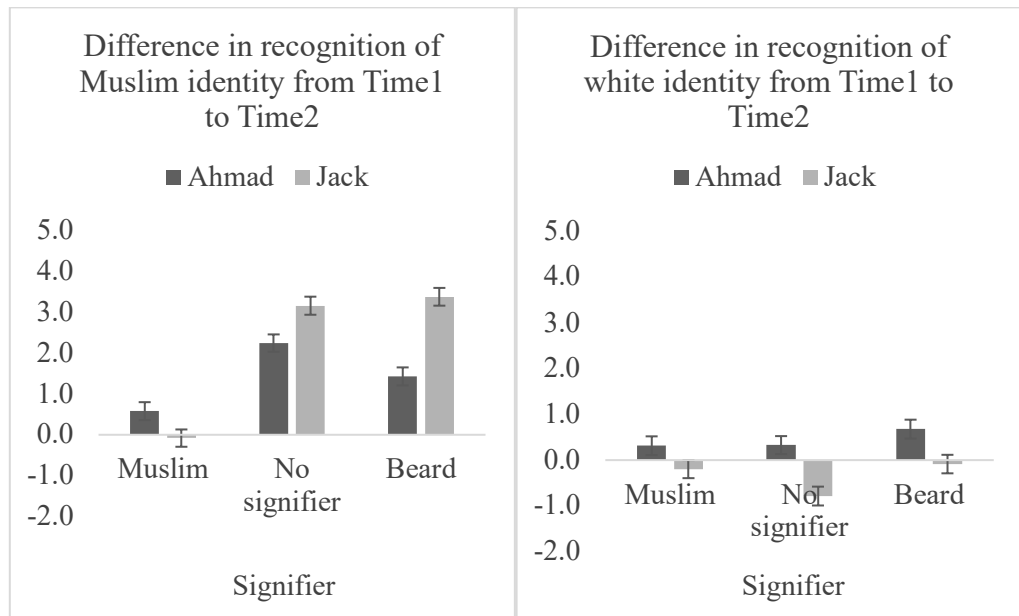 Difference in recognition of
Muslim identity from Time1
to Time2
Ahmad Jack
5.0
4.0
3.0
2.0
1.0
0.0
-1.0
-2.0
Muslim No Beard
signifier
Signifier
Difference in recognition of
white identity from Time1 to
Time2
Ahmad Jack
5.0
4.0
3.0
2.0
1.0
0.0
-1.0
-2.0
Muslim No Beard
signifier
Signifier